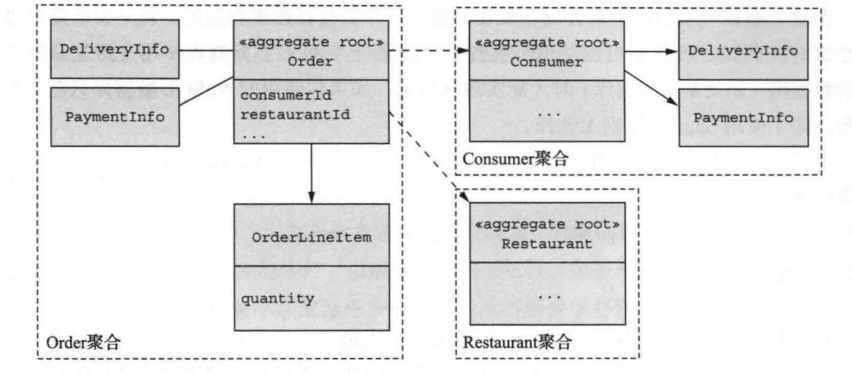 DeliveryInfo
PaymentInfo
«aggregate root»
Order
consumerId
restaurantId
...
OrderLineItem
quantity
Order聚合
«aggregate root»
Consumer
...
DeliveryInfo
PaymentInfo
Consumer聚合
«aggregate root»
Restaurant
...
Restaurant聚合